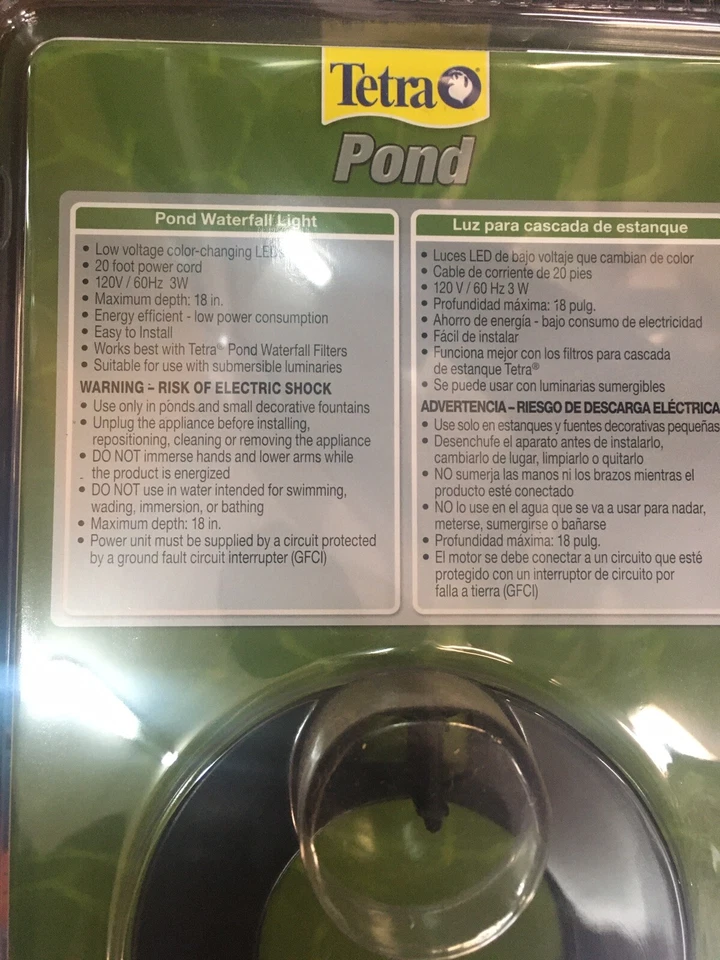 Tetra
Pond
Pond Waterfall Light
• Low voltage color-changing LEDs
• 20 foot power cord
• 120V / 60Hz 3W
• Maximum depth: 18 in.
• Energy efficient - low power consumption
• Easy to Install
• Works best with Tetra® Pond Waterfall Filters
• Suitable for use with submersible luminaries
WARNING – RISK OF ELECTRIC SHOCK
• Use only in ponds and small decorative fountains
• Unplug the appliance before installing,
repositioning, cleaning or removing the appliance
• DO NOT immerse hands and lower arms while
the product is energized
• DO NOT use in water intended for swimming,
wading, immersion, or bathing
• Maximum depth: 18 in.
• Power unit must be supplied by a circuit protected
by a ground fault circuit interrupter (GFCI)
Luz para cascada de estanque
• Luces LED de bajo voltaje que cambian de color
• Cable de corriente de 20 pies
• 120 V / 60 Hz 3 W
• Profundidad máxima: 18 pulg.
• Ahorro de energía - bajo consumo de electricidad
• Fácil de instalar
• Funciona mejor con los filtros para cascada
de estanque Tetra®
• Se puede usar con luminarias sumergibles
ADVERTENCIA – RIESGO DE DESCARGA ELÉCTRICA
• Use solo en estanques y fuentes decorativas pequeñas
• Desenchufe el aparato antes de instalarlo,
cambiarlo de lugar, limpiarlo o quitarlo
• NO sumerja las manos ni los brazos mientras el
producto esté conectado
• NO lo use en el agua que se va a usar para nadar,
meterse, sumergirse o bañarse
• Profundidad máxima: 18 pulg.
• El motor se debe conectar a un circuito que esté
protegido con un interruptor de circuito por
falla a tierra (GFCI)